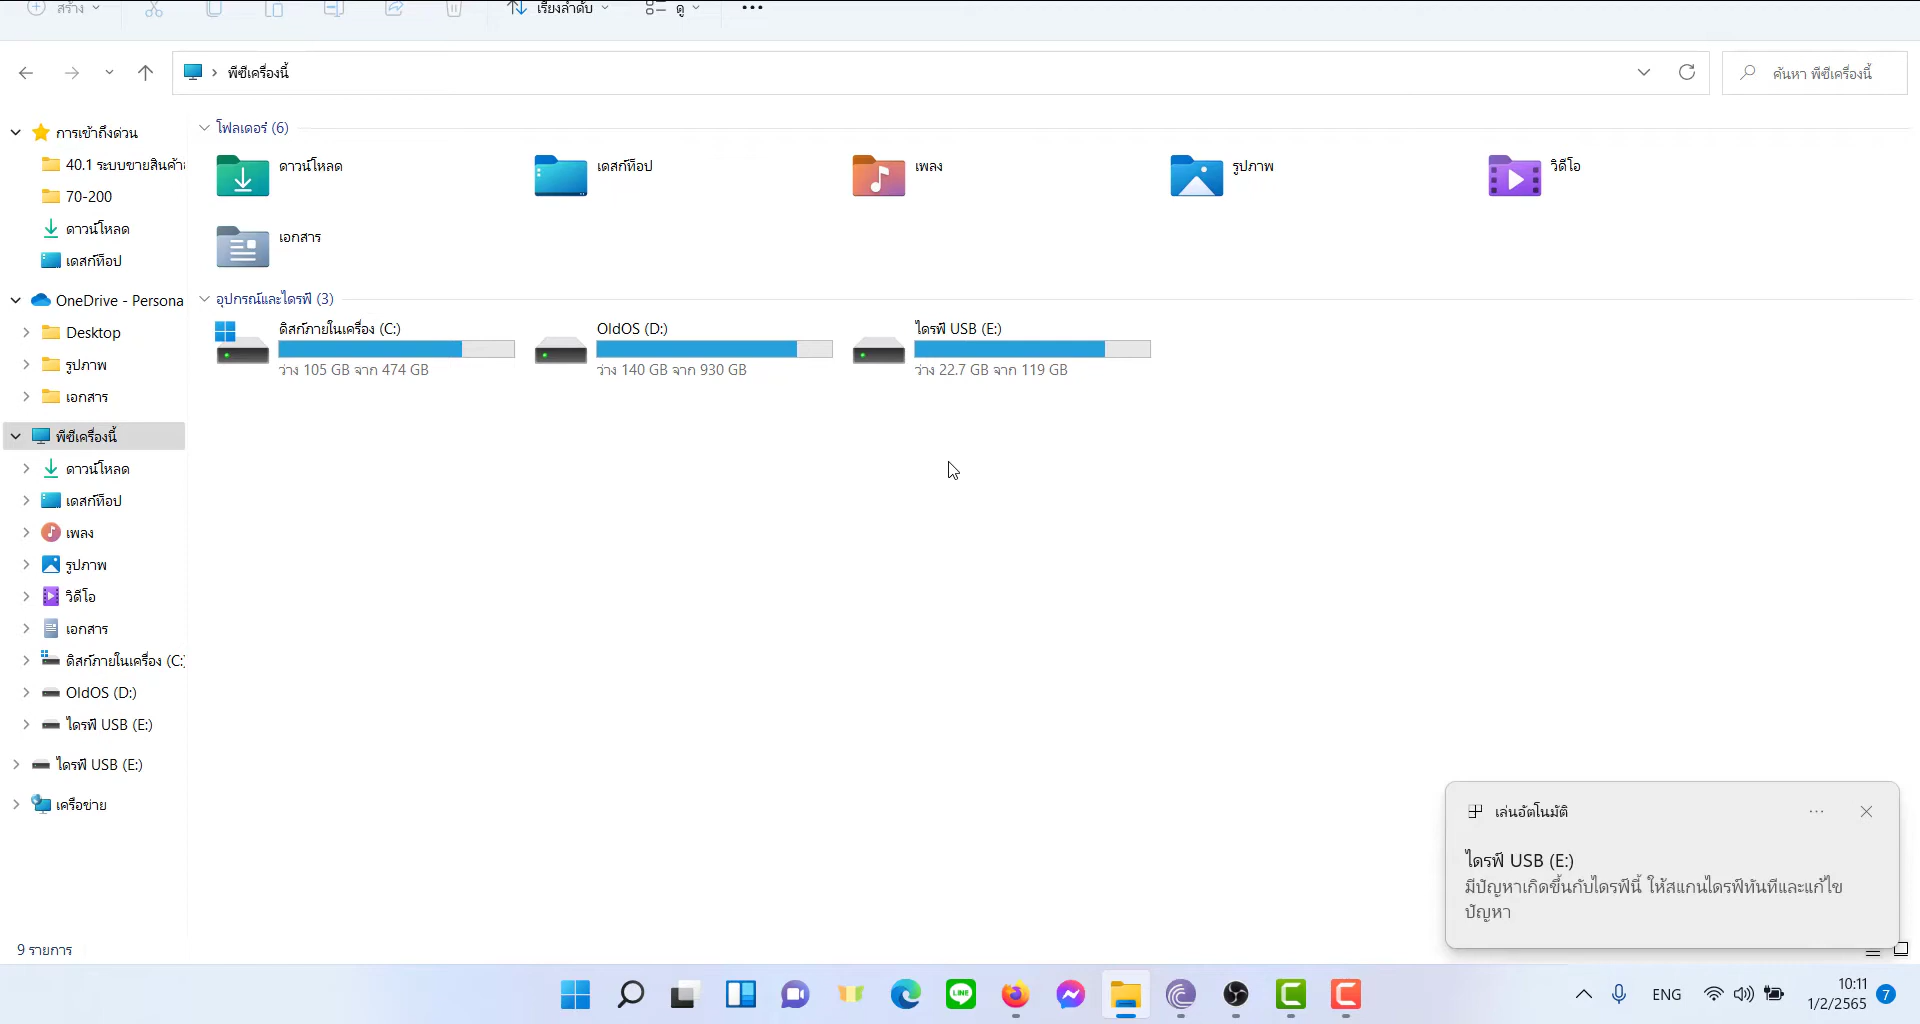 สร้าง
เรียงลำดับ
ดู
พีซีเครื่องนี้
ค้นหา พีซีเครื่องนี้
การเข้าถึงด่วน
40.1 ระบบขายสินค้า
70-200
ดาวน์โหลด
เดสก์ท็อป
OneDrive - Persona
Desktop
รูปภาพ
เอกสาร
พีซีเครื่องนี้
ดาวน์โหลด
เดสก์ท็อป
เพลง
รูปภาพ
วิดีโอ
เอกสาร
ดิสก์ภายในเครื่อง (C:)
OldOS (D:)
ไดรฟ์ USB (E:)
ไดรฟ์ USB (E:)
เครือข่าย
โฟลเดอร์ (6)
ดาวน์โหลด
เดสก์ท็อป
เพลง
รูปภาพ
วิดีโอ
เอกสาร
อุปกรณ์และไดรฟ์ (3)
ดิสก์ภายในเครื่อง (C:)
ว่าง 105 GB จาก 474 GB
OldOS (D:)
ว่าง 140 GB จาก 930 GB
ไดรฟ์ USB (E:)
ว่าง 22.7 GB จาก 119 GB
เล่นอัตโนมัติ
ไดรฟ์ USB (E:)
มีปัญหาเกิดขึ้นกับไดรฟ์นี้ ให้สแกนไดรฟ์ทันทีและแก้ไข
ปัญหา
9 รายการ
LINE
ENG
10:11
1/2/2565
7